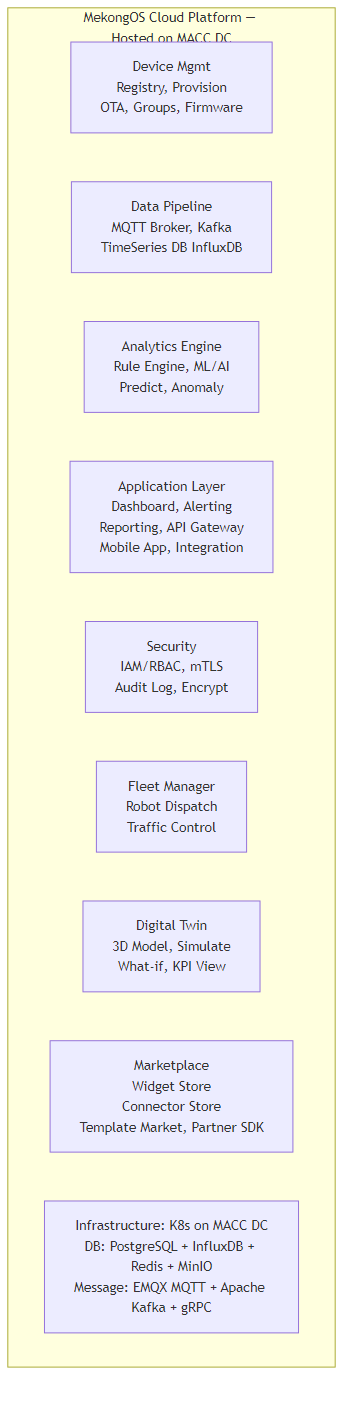 MekongOS Cloud Platform —
Hosted on MACC DC
Device Mgmt
Registry, Provision
OTA, Groups, Firmware
Data Pipeline
MQTT Broker, Kafka
TimeSeries DB InfluxDB
Analytics Engine
Rule Engine, ML/AI
Predict, Anomaly
Application Layer
Dashboard, Alerting
Reporting, API Gateway
Mobile App, Integration
Security
IAM/RBAC, mTLS
Audit Log, Encrypt
Fleet Manager
Robot Dispatch
Traffic Control
Digital Twin
3D Model, Simulate
What-if, KPI View
Marketplace
Widget Store
Connector Store
Template Market, Partner SDK
Infrastructure: K8s on MACC DC
DB: PostgreSQL + InfluxDB +
Redis + MinIO
Message: EMQX MQTT + Apache
Kafka + gRPC